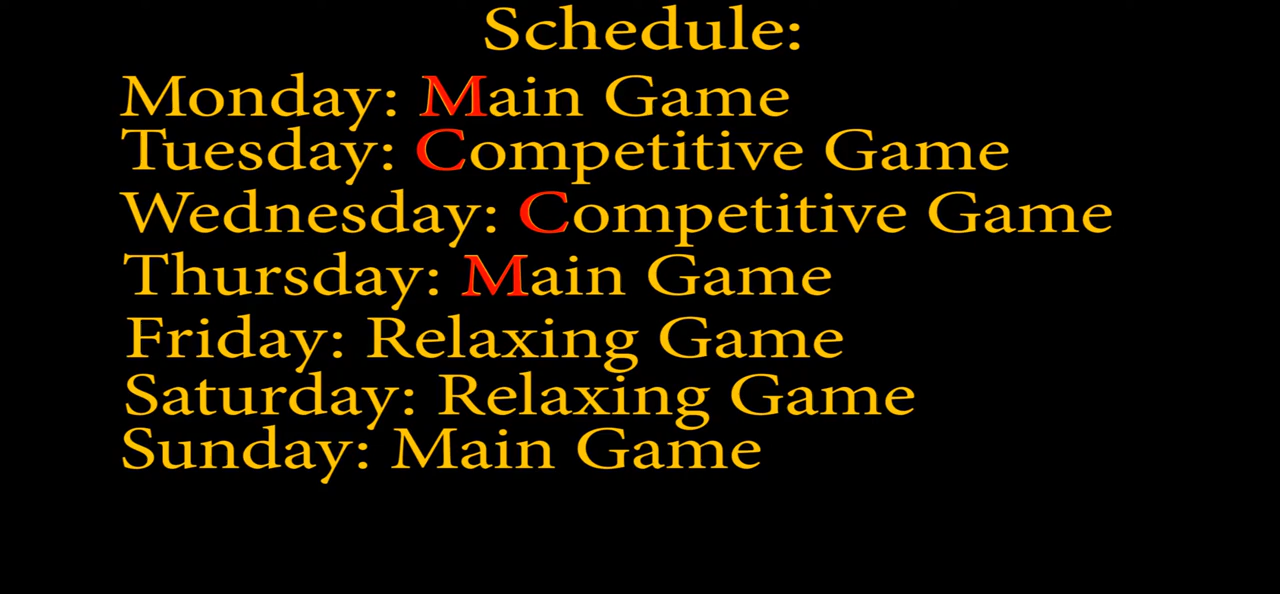 Schedule:
Monday: Main Game
Tuesday: Competitive Game
Wednesday: Competitive Game
Thursday: Main Game
Friday: Relaxing Game
Saturday: Relaxing Game
Sunday: Main Game